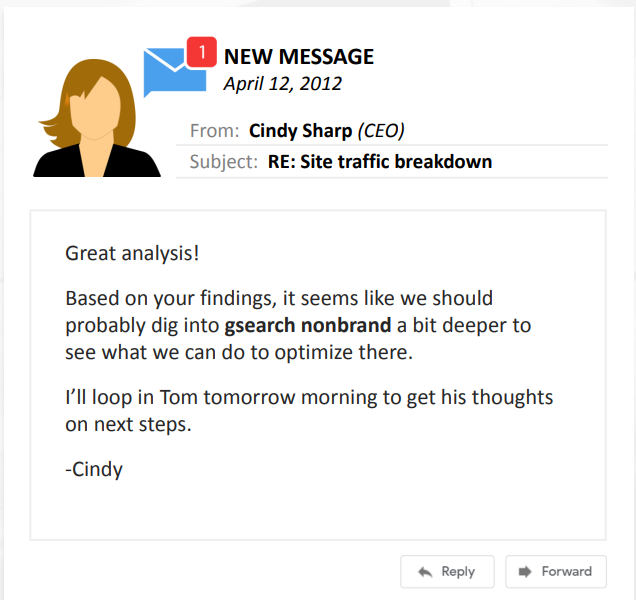 1
NEW MESSAGE
April 12, 2012
From: Cindy Sharp (CEO)
Subject: RE: Site traffic breakdown
Great analysis!
Based on your findings, it seems like we should
probably dig into gsearch nonbrand a bit deeper to
see what we can do to optimize there.
I’ll loop in Tom tomorrow morning to get his thoughts
on next steps.
-Cindy
Reply
Forward